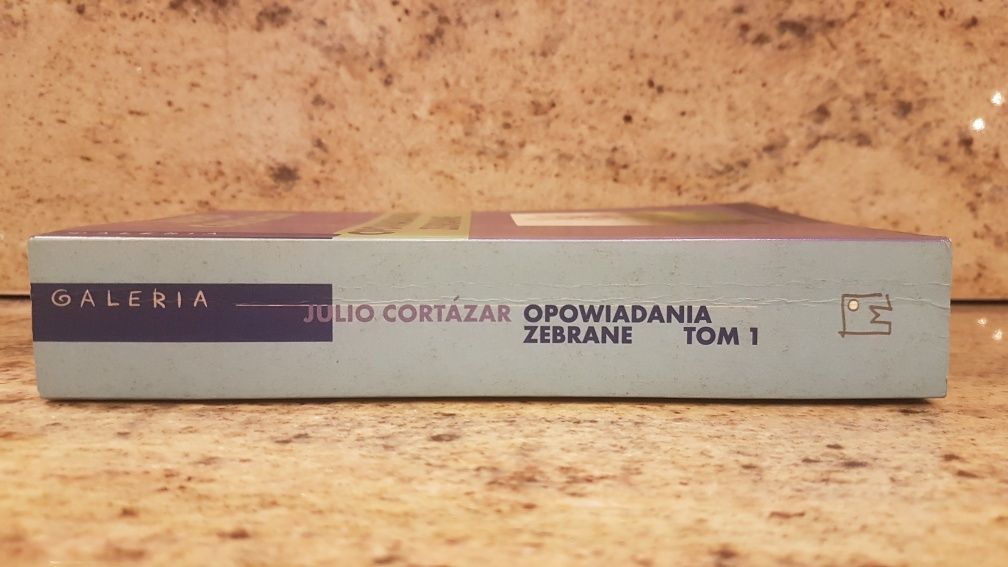 GALERIA
JULIO CORTÁZAR OPOWIADANIA
ZEBRANE TOM 1